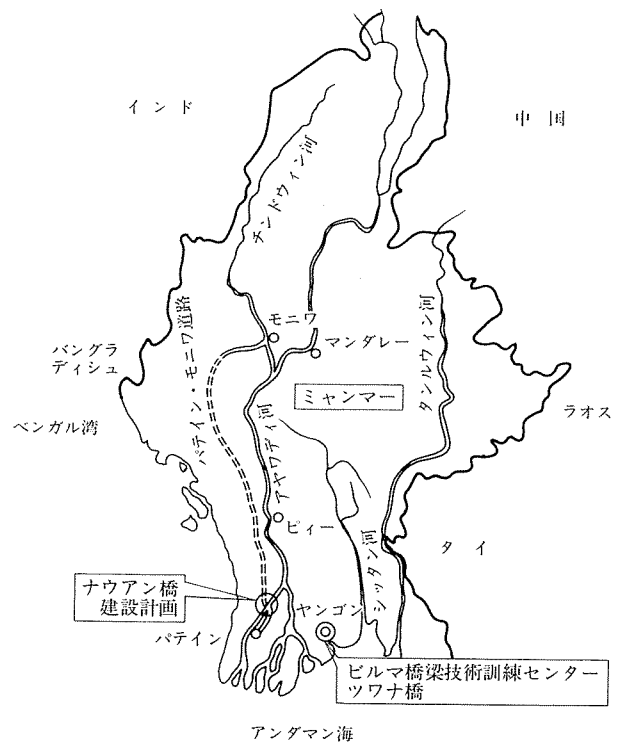 インド
中国
チンドウィン河
モニワ
マンダレー
パテイン・モニワ道路
バングラ
ディシュ
タンルウィン河
ミャンマー
ラオス
ベンガル湾
アヤワディ河
ピィー
タイ
シッタン河
ナウアン橋
建設計画
ヤンゴン
パテイン
ビルマ橋梁技術訓練センター
ツワナ橋
アンダマン海